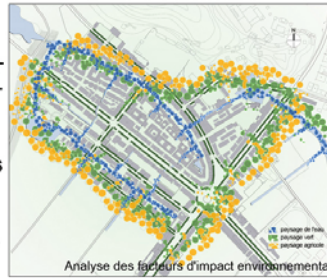 N
paysage de l'eau
paysage vert
paysage agricole
Analyse des facteurs d'impact environnementa